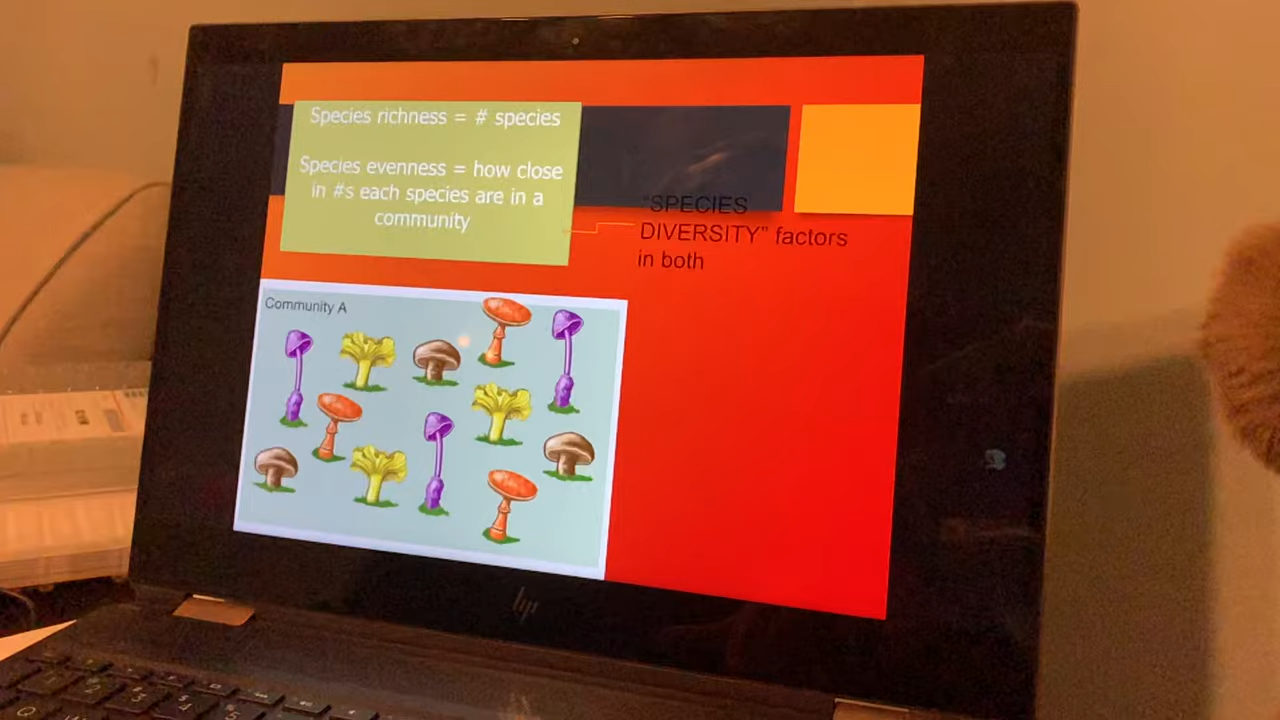 Species richness = # species
Species evenness = how close
in #s each species are in a
community
"SPECIES
DIVERSITY" factors
in both
Community A
hp